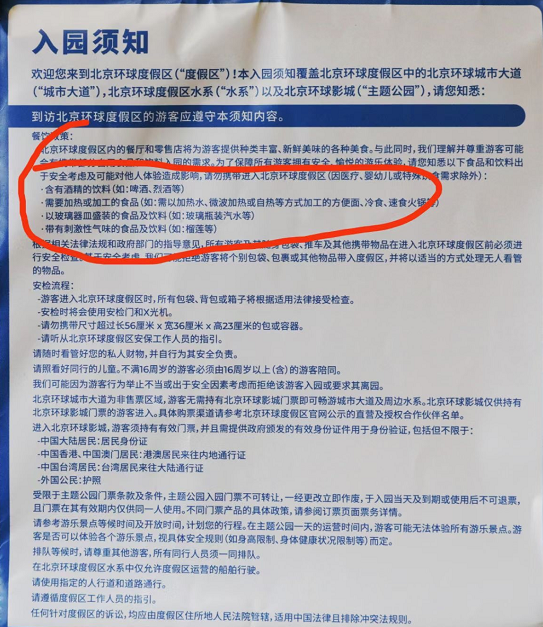 入园须知
欢迎您来到北京环球度假区(“度假区”)!本入园须知覆盖北京环球度假区中的北京环球城市大道
(“城市大道”),北京环球度假区水系(“水系”)以及北京环球影城(“主题公园”),请您知悉:
到访北京环球度假区的游客应遵守本须知内容。
餐饮政策:
北京环球度假区内的餐厅和零售店将为游客提供种类丰富、新鲜美味的各种美食。与此同时,我们理解并尊重游客可能
入园的需求。为了保障所有游客拥有安全、愉悦的游乐体验,请您知悉以下食品和饮料出
于安全考虑及可能对他人体验造成影响,请勿携带进入北京环球度假区(因医疗、婴幼儿或特殊饮食需求除外):
·含有酒精的饮料(如:啤酒、烈酒等)
·需要加热或加工的食品(如:需以加热水、微波加热或自热等方式加工的方便面、冷食、速食火锅等)
·以玻璃器皿盛装的食品及饮料(如:玻璃瓶装汽水等)
·带有刺激性气味的食品及饮料(如:榴莲等)
根据相关法律法规和政府部门的指导意见,所有游客及其随身包袋、推车及其他携带物品在进入北京环球度假区前必须进
行安全检查。基于安全考虑,我们可能拒绝游客将个别包袋、包裹或其他物品带入度假区,并将以适当的方式处理无人看管
的物品。
安检流程:
-游客进入北京环球度假区时,所有包袋、背包或箱子将根据适用法律接受检查。
-安检时将会使用安检门和X光机。
-请勿携带尺寸超过长56厘米 x 宽36厘米 x 高23厘米的包或容器。
-请听从北京环球度假区安保工作人员的指引。
请随时看管好您的私人财物,并自行为其安全负责。
请照看好同行的儿童。不满16周岁的游客必须由16周岁以上(含)的游客陪同。
我们可能因为游客行为举止不当或出于安全因素考虑而拒绝该游客入园或要求其离园。
北京环球城市大道为非售票区域,游客无需持有北京环球影城门票即可畅游城市大道及周边水系。北京环球影城仅供持有
北京环球影城门票的游客进入。具体购票渠道请参考北京环球度假区官网公示的直营及授权合作伙伴名单。
进入北京环球影城,游客须持有有效门票,并且需提供政府颁发的有效身份证件用于身份验证,包括但不限于:
-中国大陆居民:居民身份证
-中国香港、中国澳门居民:港澳居民来往内地通行证
-中国台湾居民:台湾居民来往大陆通行证
-外国公民:护照
受限于主题公园门票条款及条件,主题公园入园门票不可转让,一经更改立即作废,于入园当天及到期或使用后不可退票,
且门票在其有效期内仅供同一人使用。不同门票产品的具体政策,请参阅订票页面票务详情。
请参考游乐景点等候时间及开放时间,计划您的行程。在主题公园一天的运营时间内,游客可能无法体验所有游乐景点。游
客是否可以体验各个游乐景点,视具体安全规则(如身高限制、身体健康状况限制等)而定。
排队等候时,请尊重其他游客,所有同行人员须一同排队。
在北京环球度假区水系中仅允许度假区运营的船舶行驶。
请使用指定的人行道和道路通行。
请遵循度假区工作人员的指引。
任何针对度假区的诉讼,均应由度假区住所地人民法院管辖,适用中国法律且排除冲突法规则。